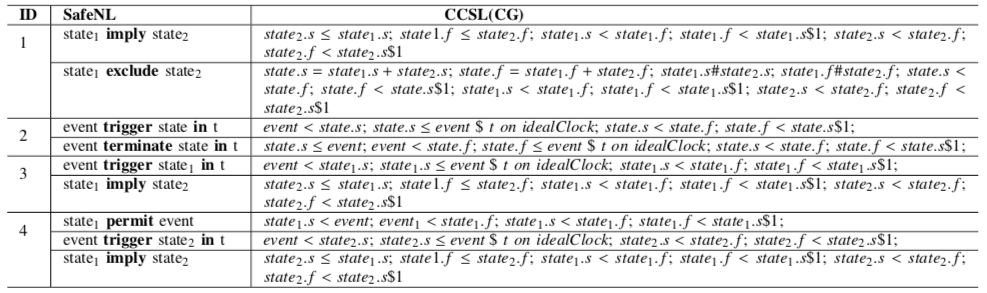 ID SafeNL CCSL(CG)
1 state₁ imply state₂ state₂.s ≤ state₁.s; state1.f ≤ state₂.f; state₁.s < state₁.f; state₁.f < state₁.s$1; state₂.s < state₂.f;
state₂.f < state₂.s$1
state₁ exclude state₂ state.s = state₁.s + state₂.s; state.f = state₁.f + state₂.f; state₁.s#state₂.s; state₁.f#state₂.f; state.s <
state.f; state.f < state.s$1; state₁.s < state₁.f; state₁.f < state₁.s$1; state₂.s < state₂.f; state₂.f <
state₂.s$1
2 event trigger state in t event < state.s; state.s ≤ event $ t on idealClock; state.s < state.f; state.f < state.s$1;
event terminate state in t state.s ≤ event; event < state.f; state.f ≤ event $ t on idealClock; state.s < state.f; state.f < state.s$1;
3 event trigger state₁ in t event < state₁.s; state₁.s ≤ event $ t on idealClock; state₁.s < state₁.f; state₁.f < state₁.s$1;
state₁ imply state₂ state₂.s ≤ state₁.s; state1.f ≤ state₂.f; state₁.s < state₁.f; state₁.f < state₁.s$1; state₂.s < state₂.f;
state₂.f < state₂.s$1
4 state₁ permit event state₁.s < event; event₁ < state₁.f; state₁.s < state₁.f; state₁.f < state₁.s$1;
event trigger state₂ in t event < state₂.s; state₂.s ≤ event $ t on idealClock; state₂.s < state₂.f; state₂.f < state₂.s$1;
state₁ imply state₂ state₂.s ≤ state₁.s; state1.f ≤ state₂.f; state₁.s < state₁.f; state₁.f < state₁.s$1; state₂.s < state₂.f;
state₂.f < state₂.s$1